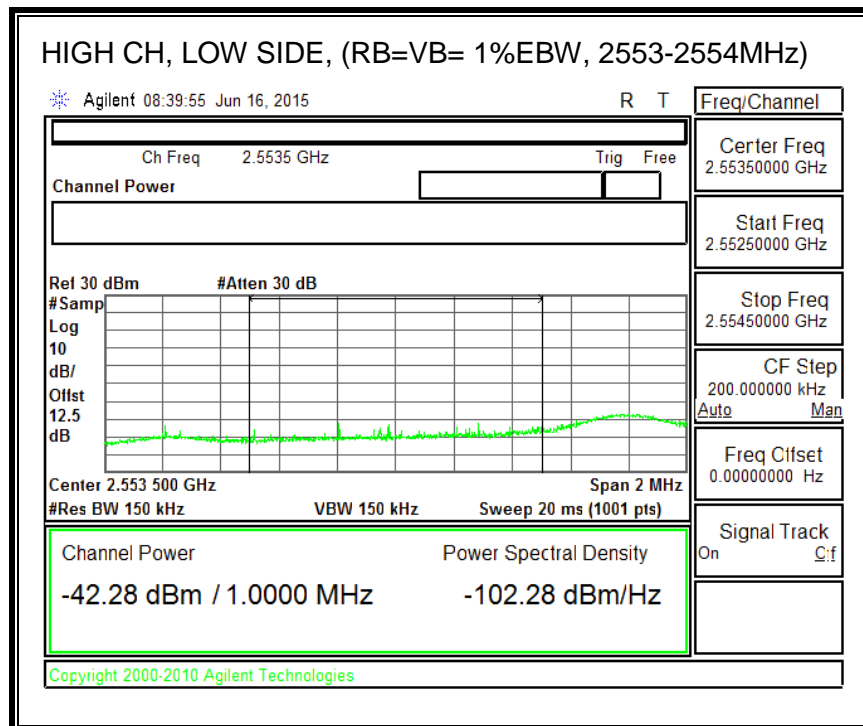 HIGH CH, LOW SIDE, (RB=VB= 1%EBW, 2553-2554MHz)
Agilent 08:39:55 Jun 16, 2015 R T
Freq/Channel
Ch Freq 2.5535 GHz Trig Free
Channel Power
Center Freq
2.55350000 GHz
Start Freq
2.55250000 GHz
Stop Freq
2.55450000 GHz
CF Step
200.000000 kHz
Auto Man
Freq Offset
0.00000000 Hz
Signal Track
On Off
Ref 30 dBm #Atten 30 dB
#Samp
Log
10
dB/
Offst
12.5
dB
Center 2.553 500 GHz Span 2 MHz
#Res BW 150 kHz VBW 150 kHz Sweep 20 ms (1001 pts)
Channel Power Power Spectral Density
-42.28 dBm / 1.0000 MHz -102.28 dBm/Hz
Copyright 2000-2010 Agilent Technologies